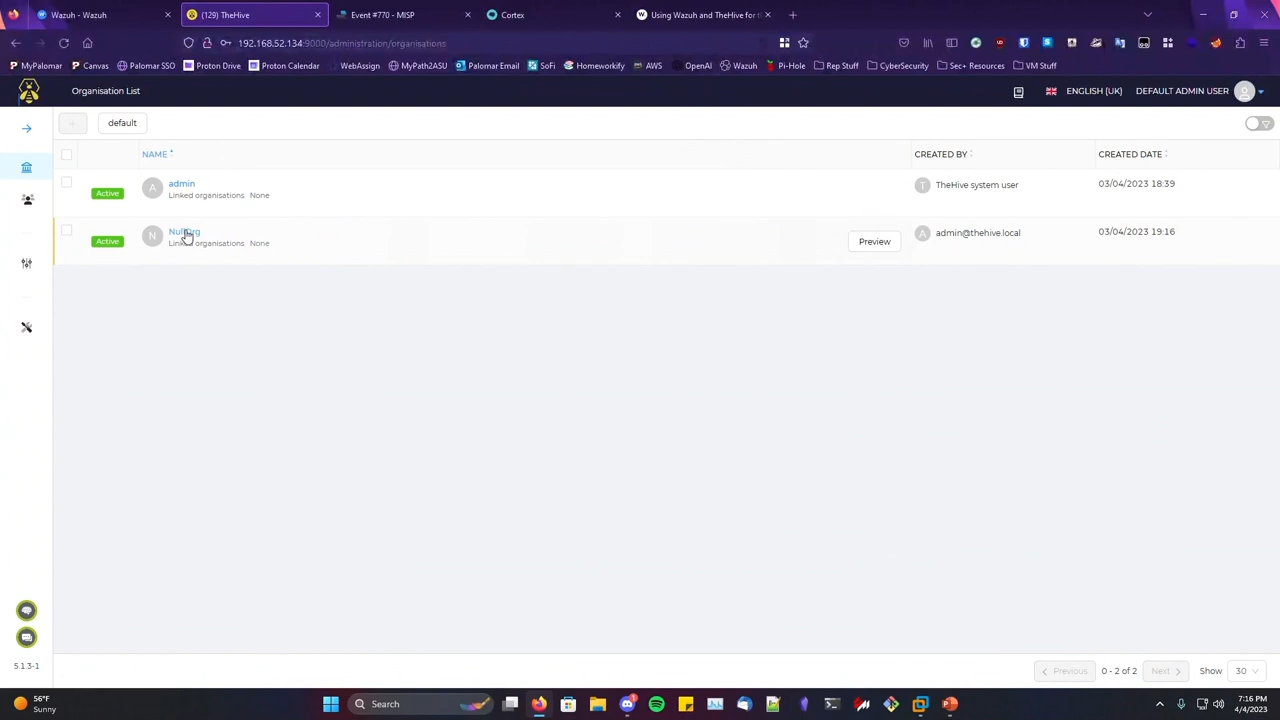 Wazuh - Wazuh
(129) TheHive
Event #770 - MISP
Cortex
Using Wazuh and TheHive for th
192.168.52.134:9000/administration/organisations
MyPalomar
Canvas
Palomar SSO
Proton Drive
Proton Calendar
WebAssign
MyPath2ASU
Palomar Email
SoFi
Homeworkify
AWS
OpenAI
Wazuh
Pi-Hole
Rep Stuff
CyberSecurity
Sec+ Resources
VM Stuff
Organisation List
ENGLISH (UK)
DEFAULT ADMIN USER
default
NAME
CREATED BY
CREATED DATE
Active
A
admin
Linked organisations None
T
TheHive system user
03/04/2023 18:39
Active
N
NullOrg
Linked organisations None
Preview
A
admin@thehive.local
03/04/2023 19:16
5.1.3-1
Previous
0 - 2 of 2
Next
Show
30
56°F
Sunny
Search
1
7:16 PM
4/4/2023